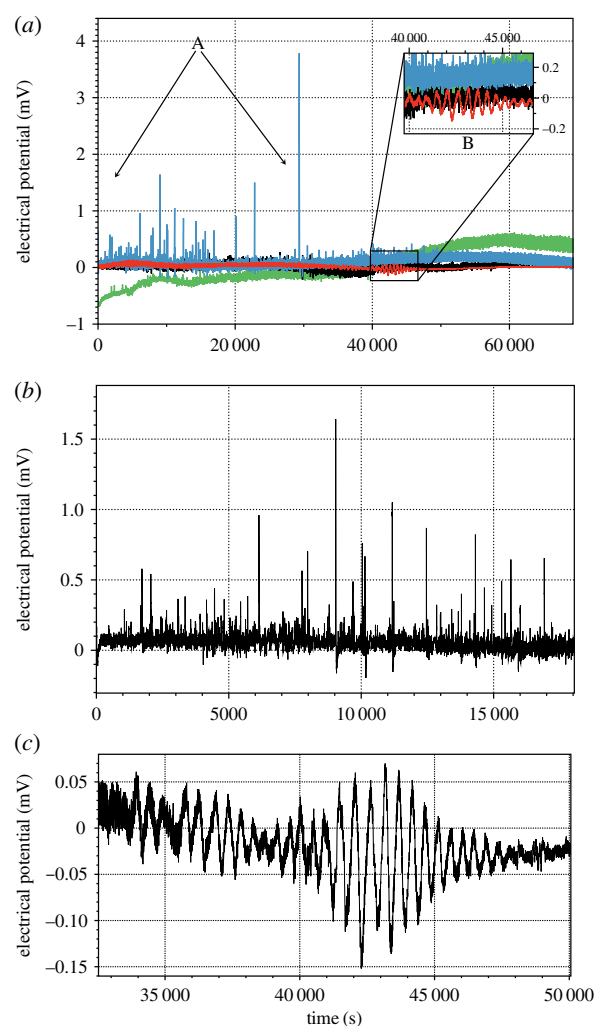 (a)
electrical potential (mV)
4
3
2
1
0
−1
A
40 000 45 000
0.2
0
−0.2
B
0 20 000 40 000 60 000
(b)
electrical potential (mV)
1.5
1.0
0.5
0
0 5000 10 000 15 000
(c)
electrical potential (mV)
0.05
0
−0.05
−0.10
−0.15
35 000 40 000 45 000 50 000
time (s)